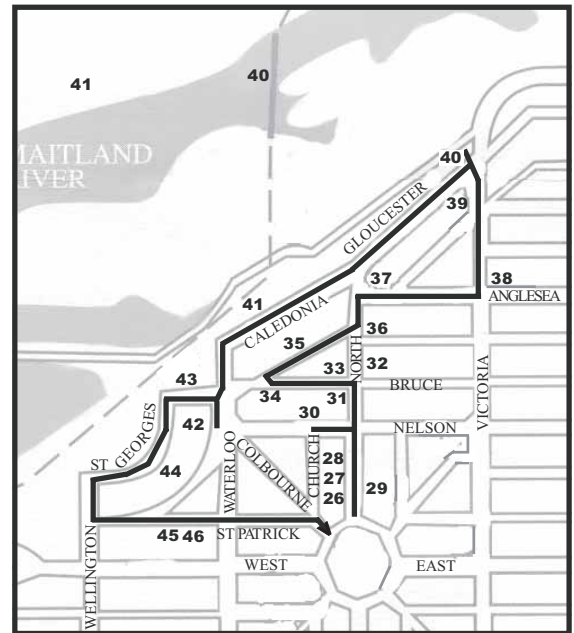 41
40
MAITLAND
RIVER
40
GLOUCESTER
39
37
38
ANGLESEA
41
CALEDONIA
36
35
NORTH
33
32
VICTORIA
43
BRUCE
34
31
30
42
NELSON
ST GEORGES
WATERLOO
COLBOURNE
CHURCH
28
44
27
29
26
45 46
ST PATRICK
WELLINGTON
WEST
EAST